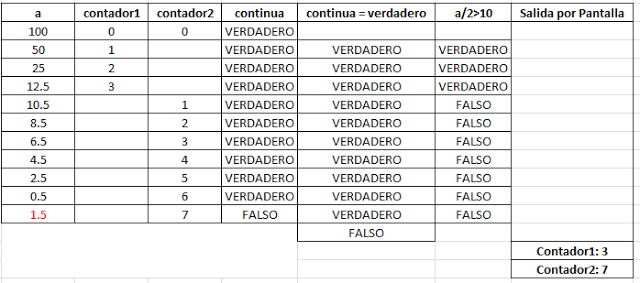 a contador1 contador2 continua continua = verdadero a/2>10 Salida por Pantalla
100 0 0 VERDADERO
50 1 VERDADERO VERDADERO VERDADERO
25 2 VERDADERO VERDADERO VERDADERO
12.5 3 VERDADERO VERDADERO VERDADERO
10.5 1 VERDADERO VERDADERO FALSO
8.5 2 VERDADERO VERDADERO FALSO
6.5 3 VERDADERO VERDADERO FALSO
4.5 4 VERDADERO VERDADERO FALSO
2.5 5 VERDADERO VERDADERO FALSO
0.5 6 VERDADERO VERDADERO FALSO
1.5 7 FALSO VERDADERO FALSO
FALSO
Contador1: 3
Contador2: 7